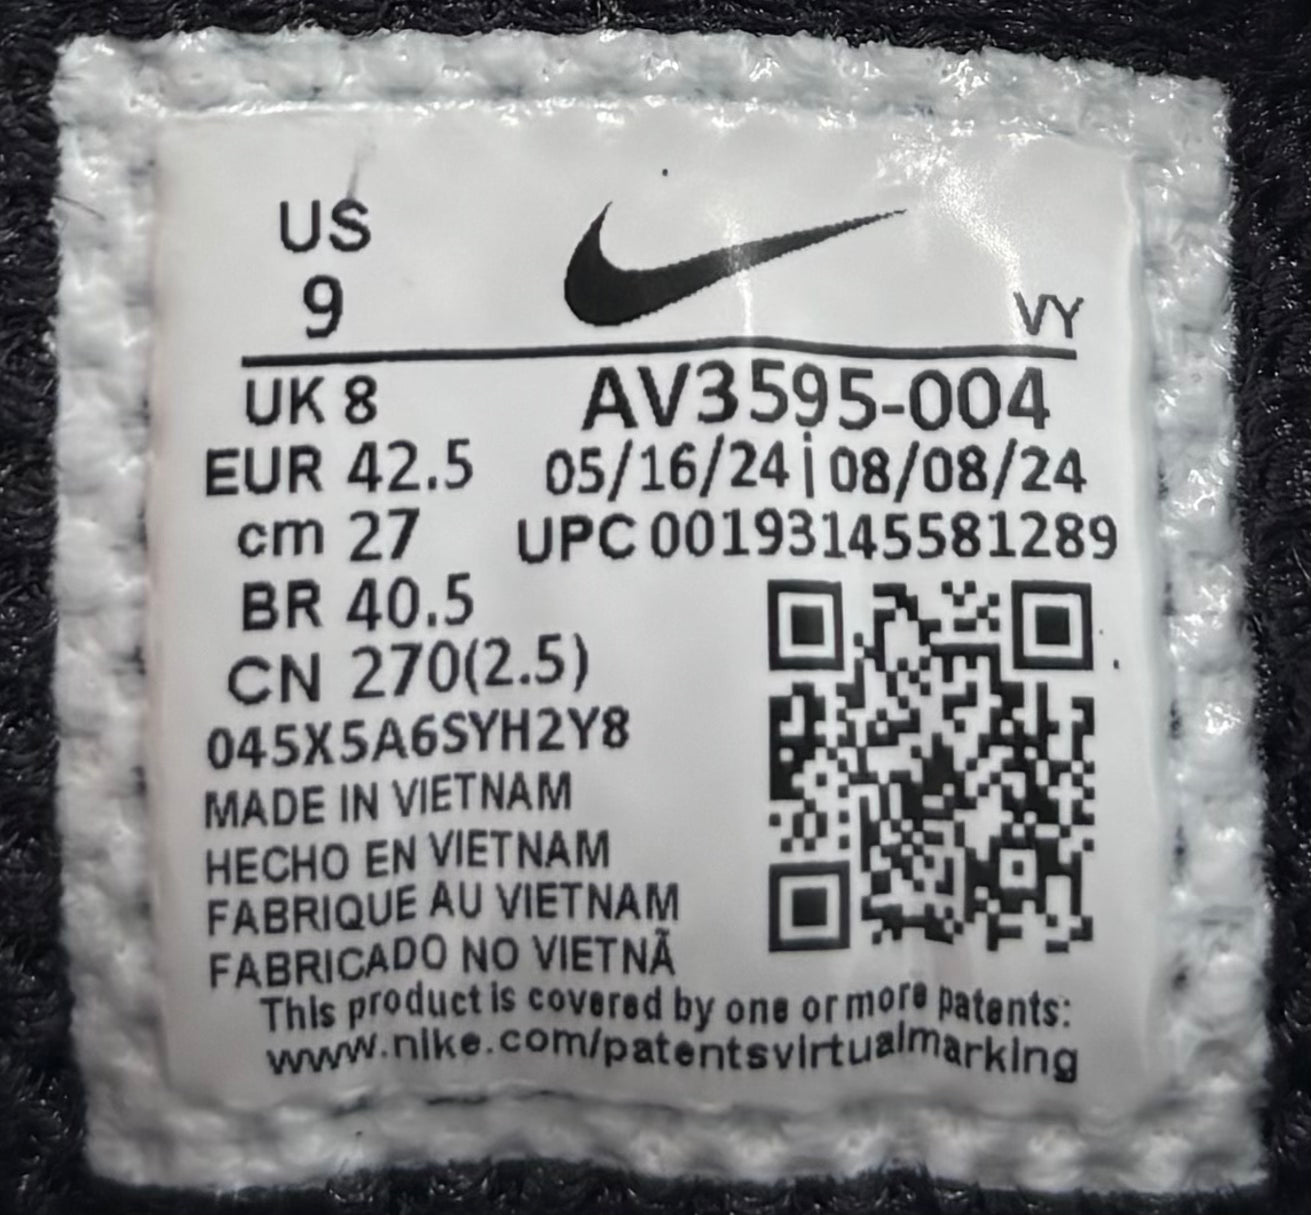 US
9
VY
UK 8
AV3595-004
EUR 42.5
05/16/24 | 08/08/24
cm 27
UPC 00193145581289
BR 40.5
CN 270(2.5)
045X5A6SYH2Y8
MADE IN VIETNAM
HECHO EN VIETNAM
FABRIQUE AU VIETNAM
FABRICADO NO VIETNÃ
This product is covered by one or more patents:
www.nike.com/patentsvirtualmarking